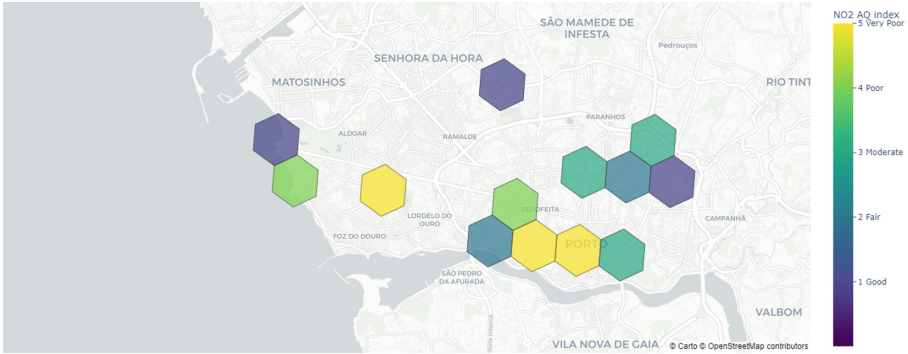 NO2 AQ index
5 Very Poor
4 Poor
3 Moderate
2 Fair
1 Good
SÃO MAMEDE DE
INFESTA
Pedrouços
SENHORA DA HORA
MATOSINHOS
RIO TINT
PARANHOS
ALDOAR
RAMALDE
CEDOFEITA
LORDELO DO
OURO
CAMPANHÃ
FOZ DO DOURO
PORTO
SÃO PEDRO
DA AFURADA
VALBOM
VILA NOVA DE GAIA
© Carto © OpenStreetMap contributors